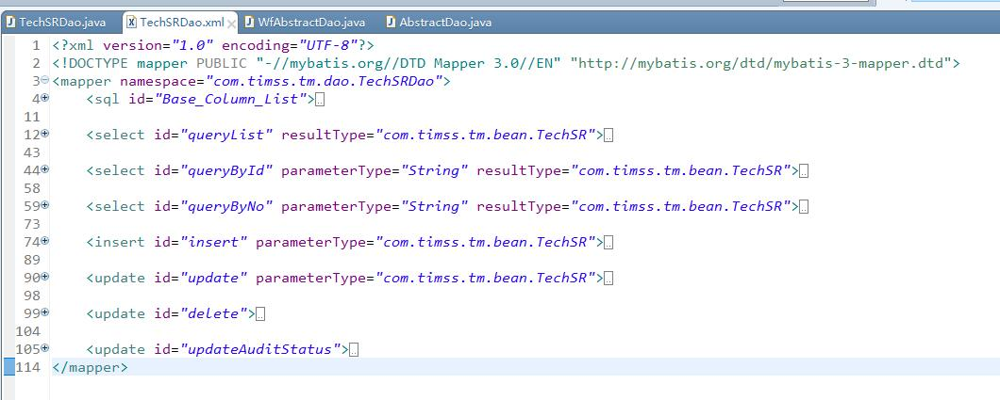 TechSRDao.java TechSRDao.xml WfAbstractDao.java AbstractDao.java
1 <?xml version="1.0" encoding="UTF-8"?>
2 <!DOCTYPE mapper PUBLIC "-//mybatis.org//DTD Mapper 3.0//EN" "http://mybatis.org/dtd/mybatis-3-mapper.dtd">
3 <mapper namespace="com.timss.tm.dao.TechSRDao">
4 <sql id="Base_Column_List">
11
12 <select id="queryList" resultType="com.timss.tm.bean.TechSR">
43
44 <select id="queryById" parameterType="String" resultType="com.timss.tm.bean.TechSR">
58
59 <select id="queryByNo" parameterType="String" resultType="com.timss.tm.bean.TechSR">
73
74 <insert id="insert" parameterType="com.timss.tm.bean.TechSR">
89
90 <update id="update" parameterType="com.timss.tm.bean.TechSR">
98
99 <update id="delete">
104
105 <update id="updateAuditStatus">
114 </mapper>